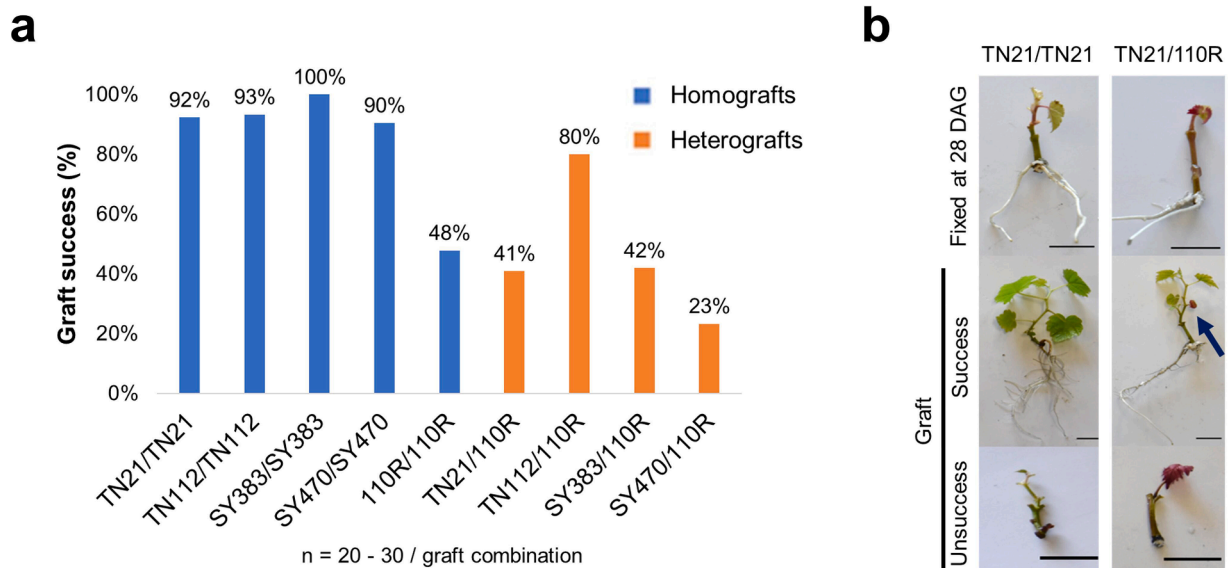 a
Graft success (%)
100%
80%
60%
40%
20%
0%
92%
93%
100%
90%
48%
41%
80%
42%
23%
Homografts
Heterografts
TN21/TN21
TN112/TN112
SY383/SY383
SY470/SY470
110R/110R
TN21/110R
TN112/110R
SY383/110R
SY470/110R
n = 20 - 30 / graft combination
b
TN21/TN21
TN21/110R
Fixed at 28 DAG
Graft
Success
Unsuccess